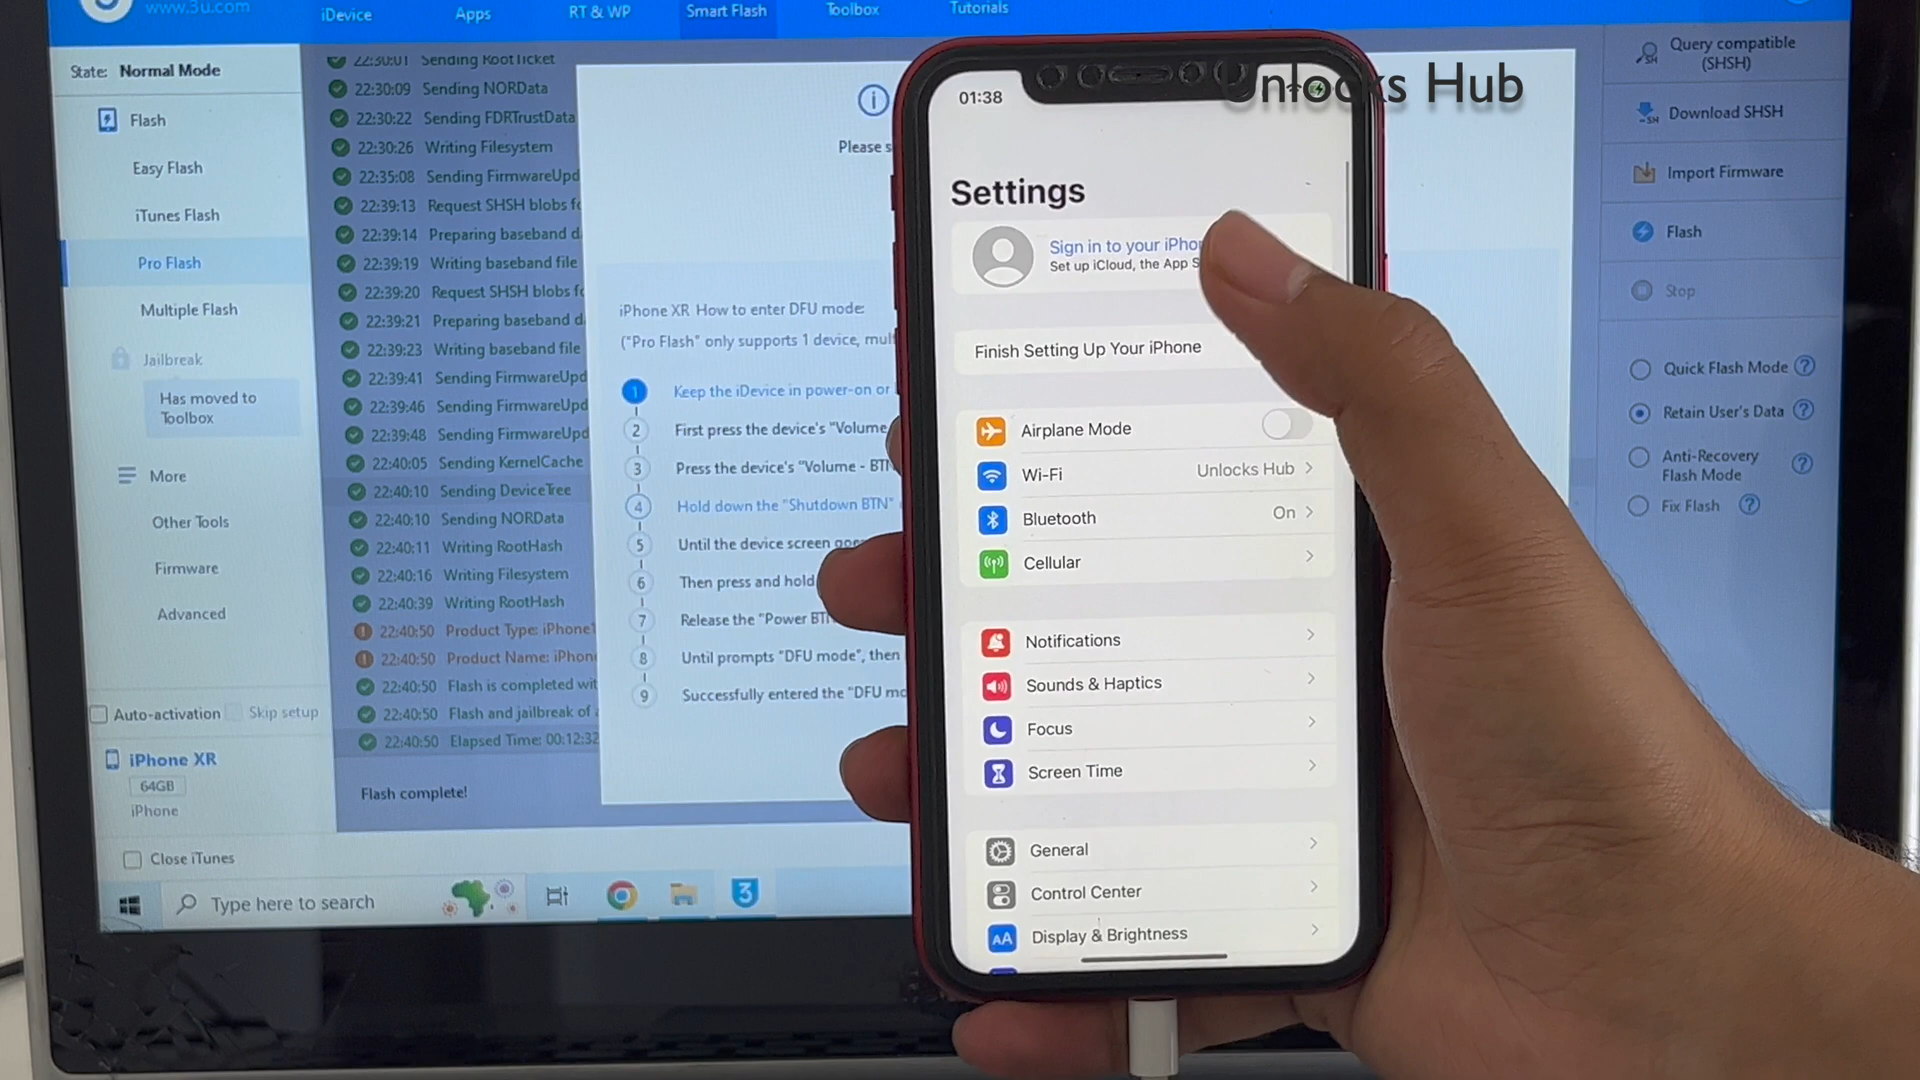 www.3u.com
iDevice
Apps
RT & WP
Smart Flash
Toolbox
Tutorials
State: Normal Mode
Flash
Easy Flash
iTunes Flash
Pro Flash
Multiple Flash
Jailbreak
Has moved to
Toolbox
More
Other Tools
Firmware
Advanced
Auto-activation
Skip setup
iPhone XR
64GB
iPhone
Close iTunes
22:30:01 Sending RootTicket
22:30:09 Sending NORData
22:30:22 Sending FDRTrustData
22:30:26 Writing Filesystem
22:35:08 Sending FirmwareUpd
22:39:13 Request SHSH blobs fo
22:39:14 Preparing baseband d
22:39:19 Writing baseband file
22:39:20 Request SHSH blobs fo
22:39:21 Preparing baseband d
22:39:23 Writing baseband file
22:39:41 Sending FirmwareUpd
22:39:46 Sending FirmwareUpd
22:39:48 Sending FirmwareUpd
22:40:05 Sending KernelCache
22:40:10 Sending DeviceTree
22:40:10 Sending NORData
22:40:11 Writing RootHash
22:40:16 Writing Filesystem
22:40:39 Writing RootHash
22:40:50 Product Type: iPhone1
22:40:50 Product Name: iPhone
22:40:50 Flash is completed wit
22:40:50 Flash and jailbreak of
22:40:50 Elapsed Time: 00:12:32
Flash complete!
Please s
iPhone XR How to enter DFU mode:
("Pro Flash" only supports 1 device, mul
1 Keep the iDevice in power-on or
2 First press the device's "Volume
3 Press the device's "Volume - BTN
4 Hold down the "Shutdown BTN"
5 Until the device screen goes
6 Then press and hold
7 Release the "Power BTN
8 Until prompts "DFU mode", then
9 Successfully entered the "DFU mo
Unlocks Hub
01:38
Settings
Sign in to your iPho
Set up iCloud, the App S
Finish Setting Up Your iPhone
Airplane Mode
Wi-Fi Unlocks Hub
Bluetooth On
Cellular
Notifications
Sounds & Haptics
Focus
Screen Time
General
Control Center
AA Display & Brightness
Query compatible
(SHSH)
Download SHSH
Import Firmware
Flash
Stop
Quick Flash Mode ?
Retain User's Data ?
Anti-Recovery
Flash Mode ?
Fix Flash ?
Type here to search